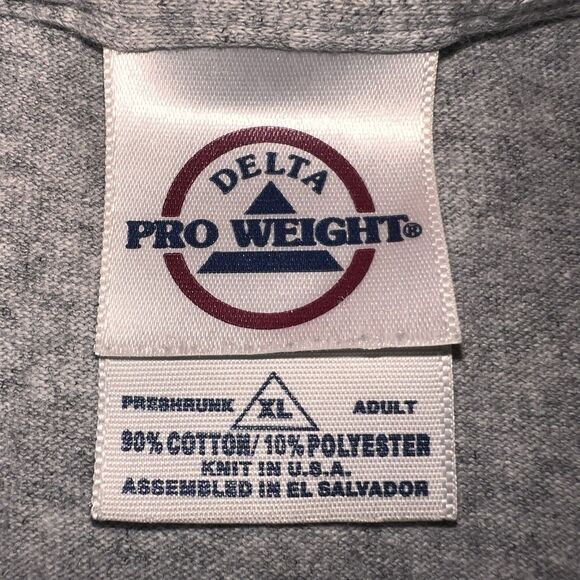 DELTA
PRO WEIGHT®
PRESHRUNK XL ADULT
90% COTTON/10% POLYESTER
KNIT IN U.S.A.
ASSEMBLED IN EL SALVADOR